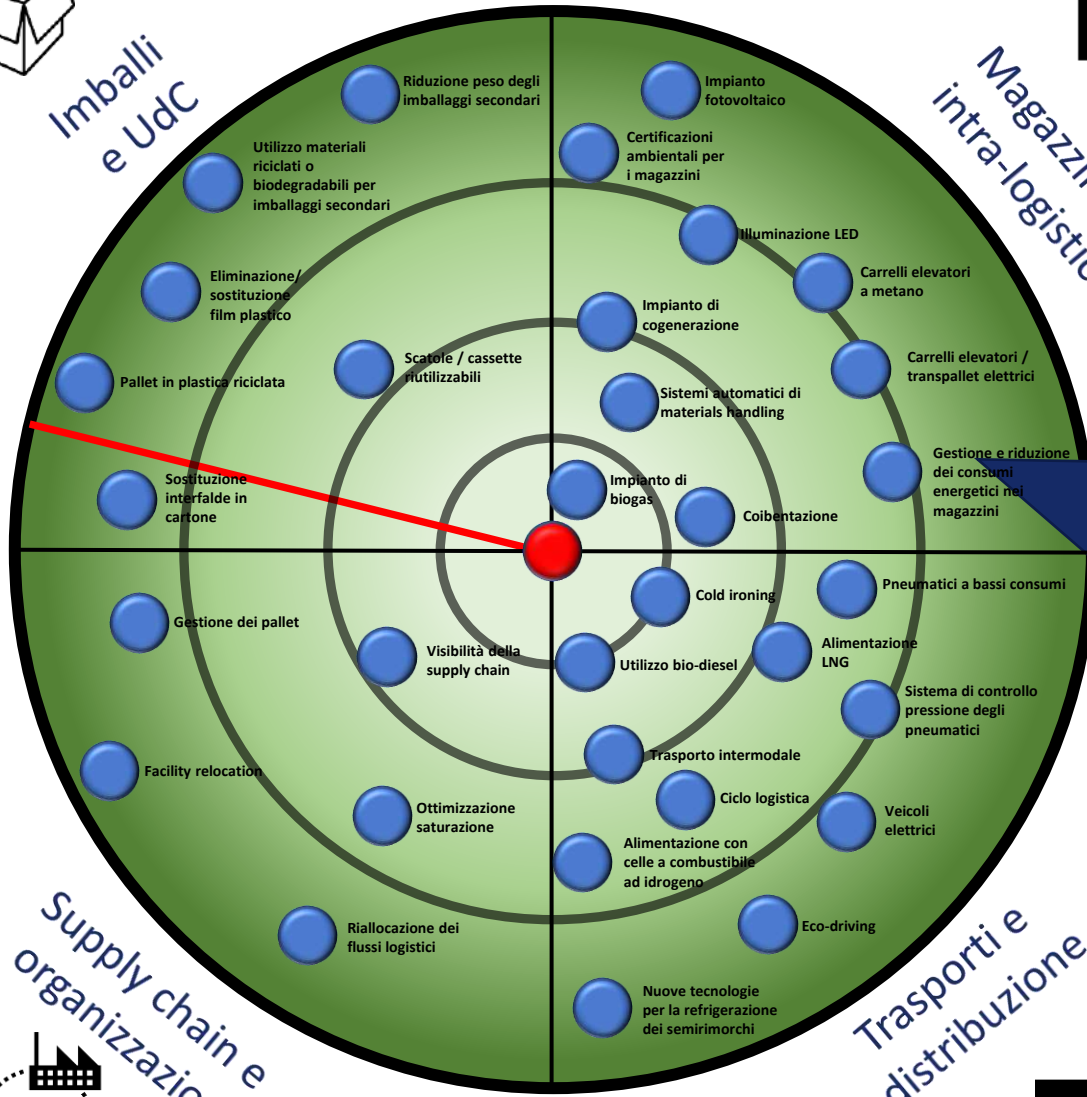 Imballi
e UdC
Riduzione peso degli
imballaggi secondari
Utilizzo materiali
riciclati o
biodegradabili per
imballaggi secondari
Eliminazione/
sostituzione
film plastico
Pallet in plastica riciclata
Scatole / cassette
riutilizzabili
Sostituzione
interfalde in
cartone
Impianto
fotovoltaico
Certificazioni
ambientali per
i magazzini
Illuminazione LED
Carrelli elevatori
a metano
Impianto di
cogenerazione
Carrelli elevatori /
transpallet elettrici
Sistemi automatici di
materials handling
Gestione e riduzione
dei consumi
energetici nei
magazzini
Impianto di
biogas
Coibentazione
Gestione dei pallet
Visibilità della
supply chain
Facility relocation
Ottimizzazione
saturazione
Riallocazione dei
flussi logistici
Supply chain e
organizzazio
Cold ironing
Pneumatici a bassi consumi
Utilizzo bio-diesel
Alimentazione
LNG
Sistema di controllo
pressione degli
pneumatici
Trasporto intermodale
Ciclo logistica
Veicoli
elettrici
Alimentazione con
celle a combustibile
ad idrogeno
Eco-driving
Nuove tecnologie
per la refrigerazione
dei semirimorchi
Trasporti e
distribuzione